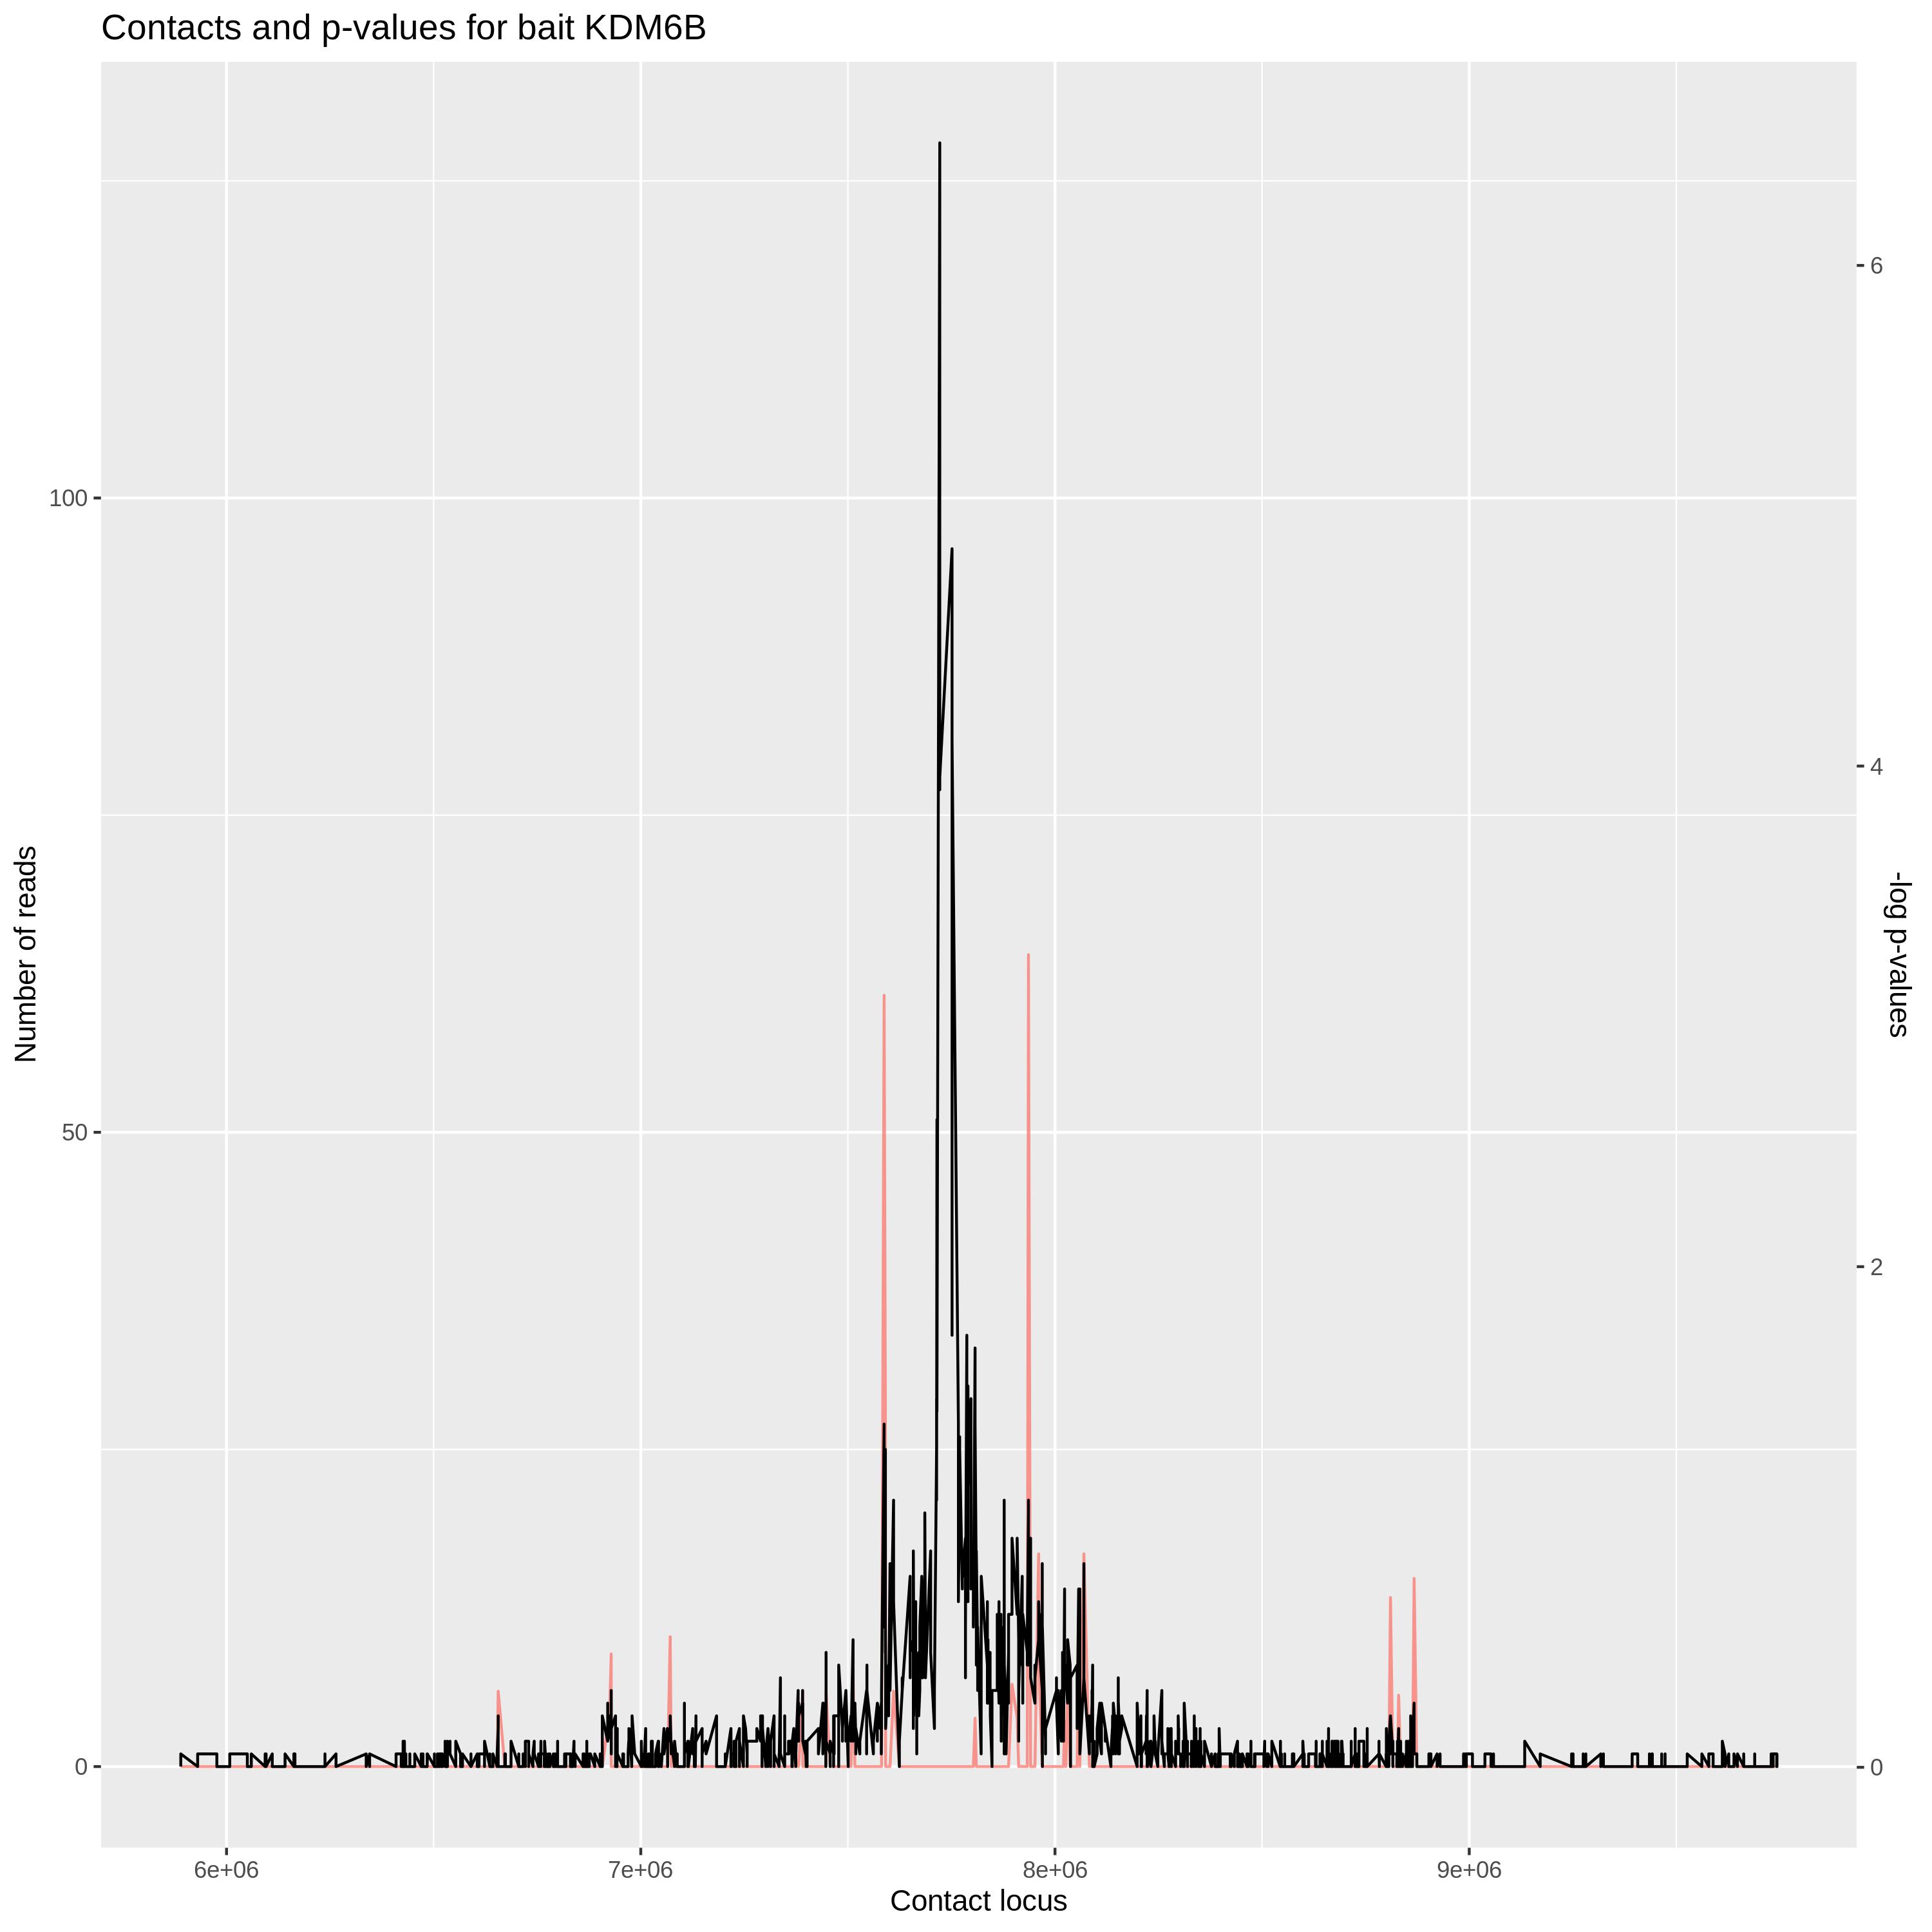 Contacts and p-values for bait KDM6B
Number of reads
100
50
0
6
4
2
0
-log p-values
6e+06
7e+06
8e+06
9e+06
Contact locus